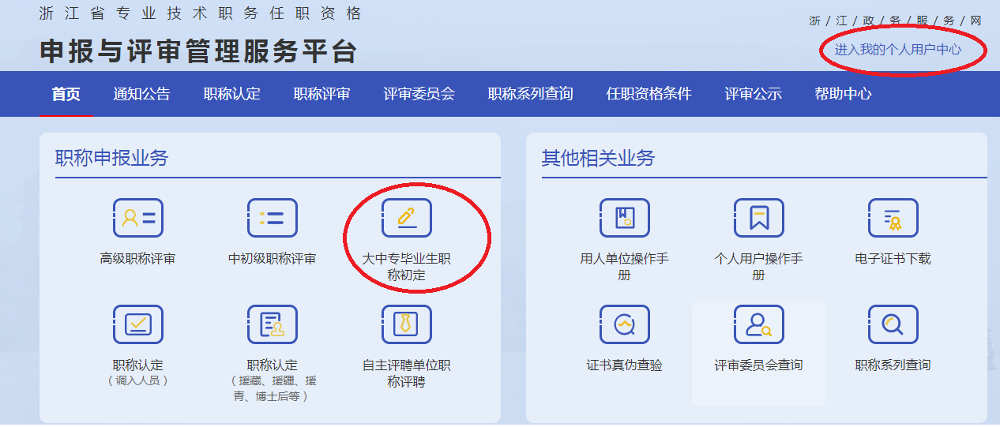 浙江省专业技术职务任职资格
申报与评审管理服务平台
浙/江/政/务/服/务/网
进入我的个人用户中心
首页 通知公告 职称认定 职称评审 评审委员会 职称系列查询 任职资格条件 评审公示 帮助中心
职称申报业务
高级职称评审
中初级职称评审
大中专毕业生职
称初定
职称认定
（调入人员）
职称认定
（援藏、援疆、援
青、博士后等）
自主评聘单位职
称评聘
其他相关业务
用人单位操作手
册
个人用户操作手
册
电子证书下载
证书真伪查验
评审委员会查询
职称系列查询